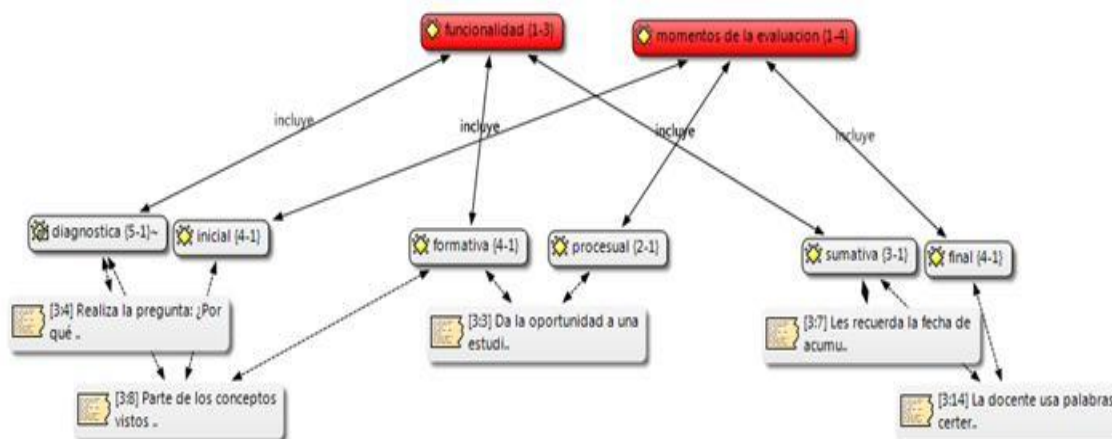 funcionalidad {1-3}
momentos de la evaluacion {1-4}
incluye
incluye
incluye
incluye
diagnostica {5-1}~
inicial {4-1}
formativa {4-1}
procesual {2-1}
sumativa {3-1}
final {4-1}
[3:4] Realiza la pregunta: ¿Por
qué ..
[3:3] Da la oportunidad a una
estudi..
[3:7] Les recuerda la fecha de
acumu..
[3:8] Parte de los conceptos
vistos ..
[3:14] La docente usa palabras
certer..